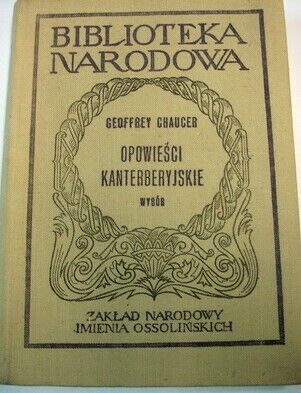 BIBLIOTEKA
NARODOWA
GEOFFREY CHAUCER
OPOWIEŚCI
KANTERBERYJSKIE
WYBÓR
ZAKŁAD NARODOWY
IMIENIA OSSOLIŃSKICH